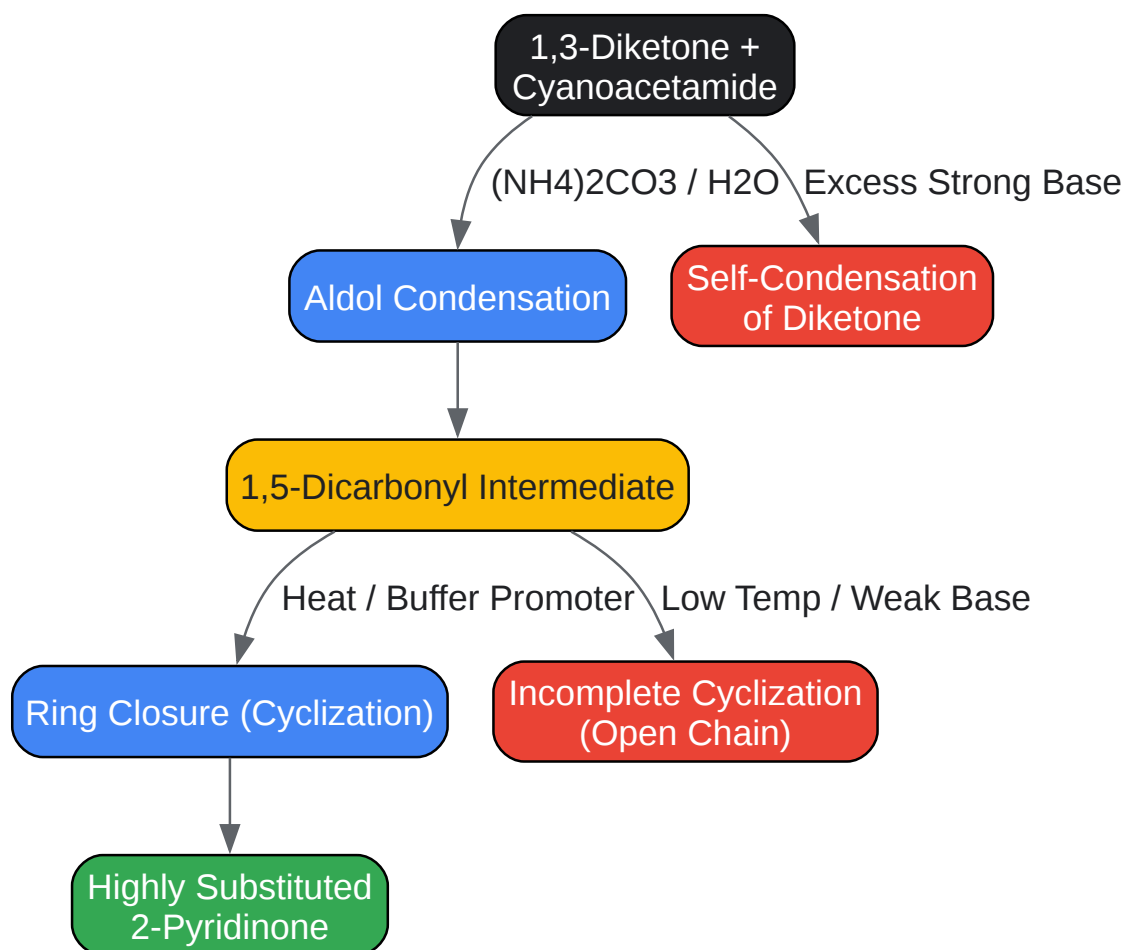 1,3-Diketone +
Cyanoacetamide
(NH4)2CO3 / H2O
Excess Strong Base
Aldol Condensation
Self-Condensation
of Diketone
1,5-Dicarbonyl Intermediate
Heat / Buffer Promoter
Low Temp / Weak Base
Ring Closure (Cyclization)
Incomplete Cyclization
(Open Chain)
Highly Substituted
2-Pyridinone